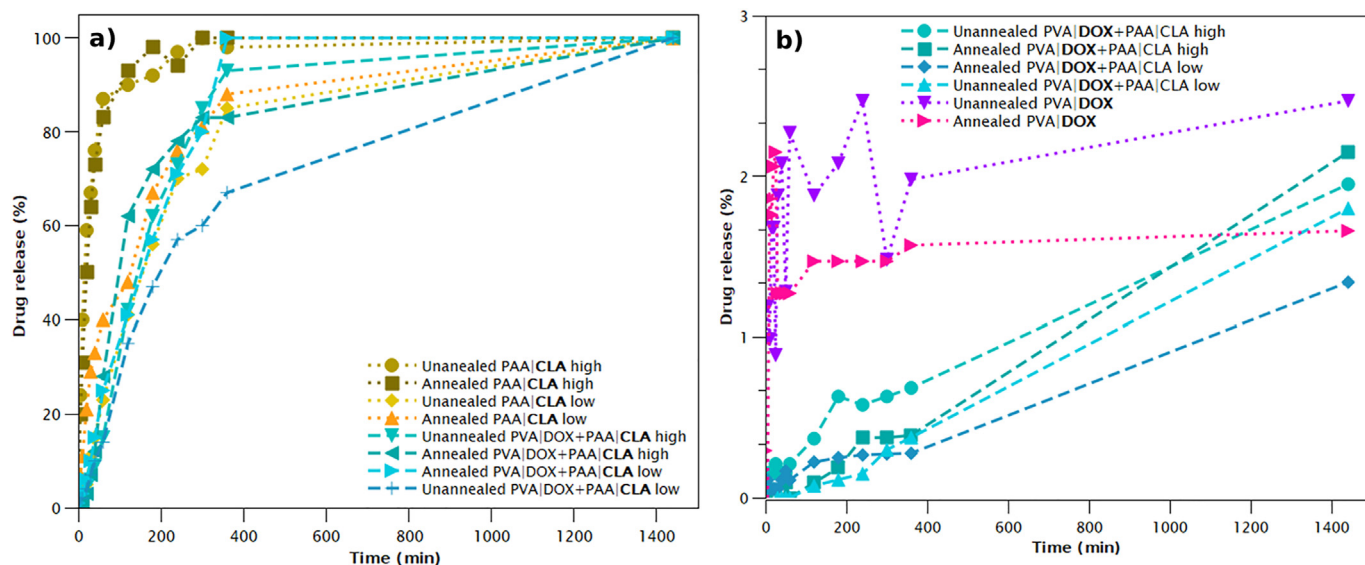 a)
100
80
60
40
20
0
Drug release (%)
0 200 400 600 800 1000 1200 1400
Time (min)
Unanealed PAA|CLA high
Annealed PAA|CLA high
Unanealed PAA|CLA low
Annealed PAA|CLA low
Unannealed PVA|DOX+PAA|CLA high
Annealed PVA|DOX+PAA|CLA high
Annealed PVA|DOX+PAA|CLA low
Unannealed PVA|DOX+PAA|CLA low
b)
3
2
1
0
Drug release (%)
0 200 400 600 800 1000 1200 1400
Time (min)
Unannealed PVA|DOX+PAA|CLA high
Annealed PVA|DOX+PAA|CLA high
Annealed PVA|DOX+PAA|CLA low
Unannealed PVA|DOX+PAA|CLA low
Unannealed PVA|DOX
Annealed PVA|DOX